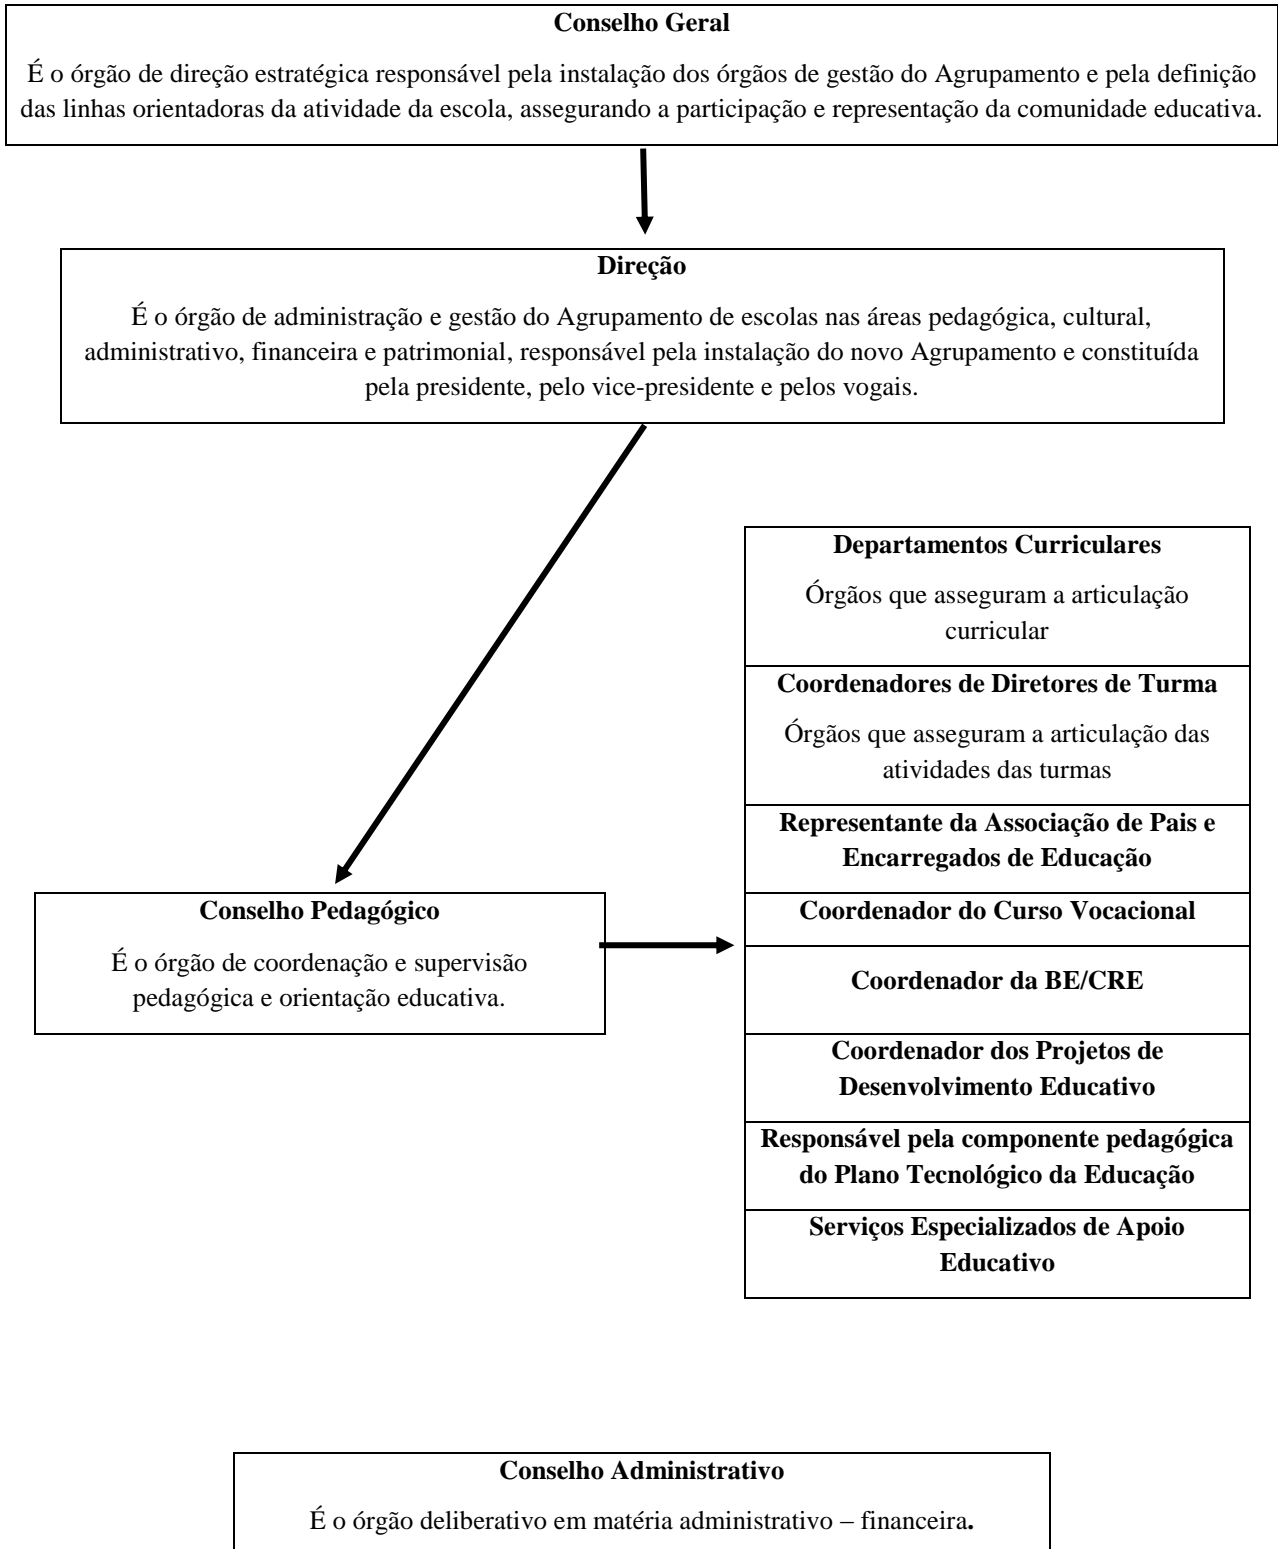 Conselho Geral
É o órgão de direção estratégica responsável pela instalação dos órgãos de gestão do Agrupamento e pela definição
das linhas orientadoras da atividade da escola, assegurando a participação e representação da comunidade educativa.
Direção
É o órgão de administração e gestão do Agrupamento de escolas nas áreas pedagógica, cultural,
administrativo, financeira e patrimonial, responsável pela instalação do novo Agrupamento e constituída
pela presidente, pelo vice-presidente e pelos vogais.
Conselho Pedagógico
É o órgão de coordenação e supervisão
pedagógica e orientação educativa.
Departamentos Curriculares
Órgãos que asseguram a articulação
curricular
Coordenadores de Diretores de Turma
Órgãos que asseguram a articulação das
atividades das turmas
Representante da Associação de Pais e
Encarregados de Educação
Coordenador do Curso Vocacional
Coordenador da BE/CRE
Coordenador dos Projetos de
Desenvolvimento Educativo
Responsável pela componente pedagógica
do Plano Tecnológico da Educação
Serviços Especializados de Apoio
Educativo
Conselho Administrativo
É o órgão deliberativo em matéria administrativo – financeira.